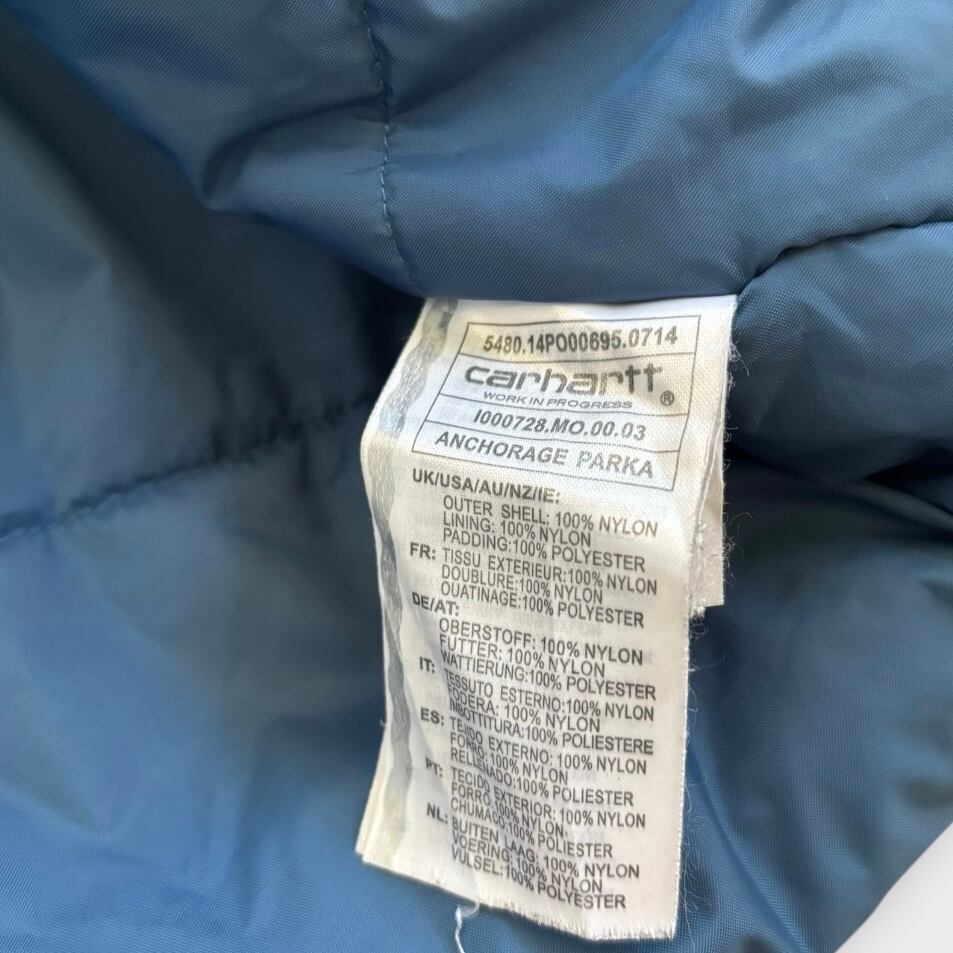 5480.14PO00695.0714
carhartt®
WORK IN PROGRESS
I000728.MO.00.03
ANCHORAGE PARKA
UK/USA/AU/NZ/IE:
OUTER SHELL: 100% NYLON
LINING: 100% NYLON
PADDING:100% POLYESTER
FR: TISSU EXTERIEUR:100% NYLON
DOUBLURE:100% NYLON
OUATINAGE:100% POLYESTER
DE/AT:
OBERSTOFF: 100% NYLON
FUTTER: 100% NYLON
WATTIERUNG:100% POLYESTER
IT: TESSUTO ESTERNO:100% NYLON
FODERA: 100% NYLON
IMBOTTITURA:100% POLIESTERE
ES: TEJIDO EXTERNO: 100% NYLON
FORRO: 100% NYLON
RELLENADO:100% POLIESTER
PT: TECIDO EXTERIOR: 100% NYLON
FORRO:100% NYLON
CHUMAÇO:100% POLIESTER
NL: BUITEN LAAG: 100% NYLON
VOERING: 100% NYLON
VULSEL:100% POLYESTER